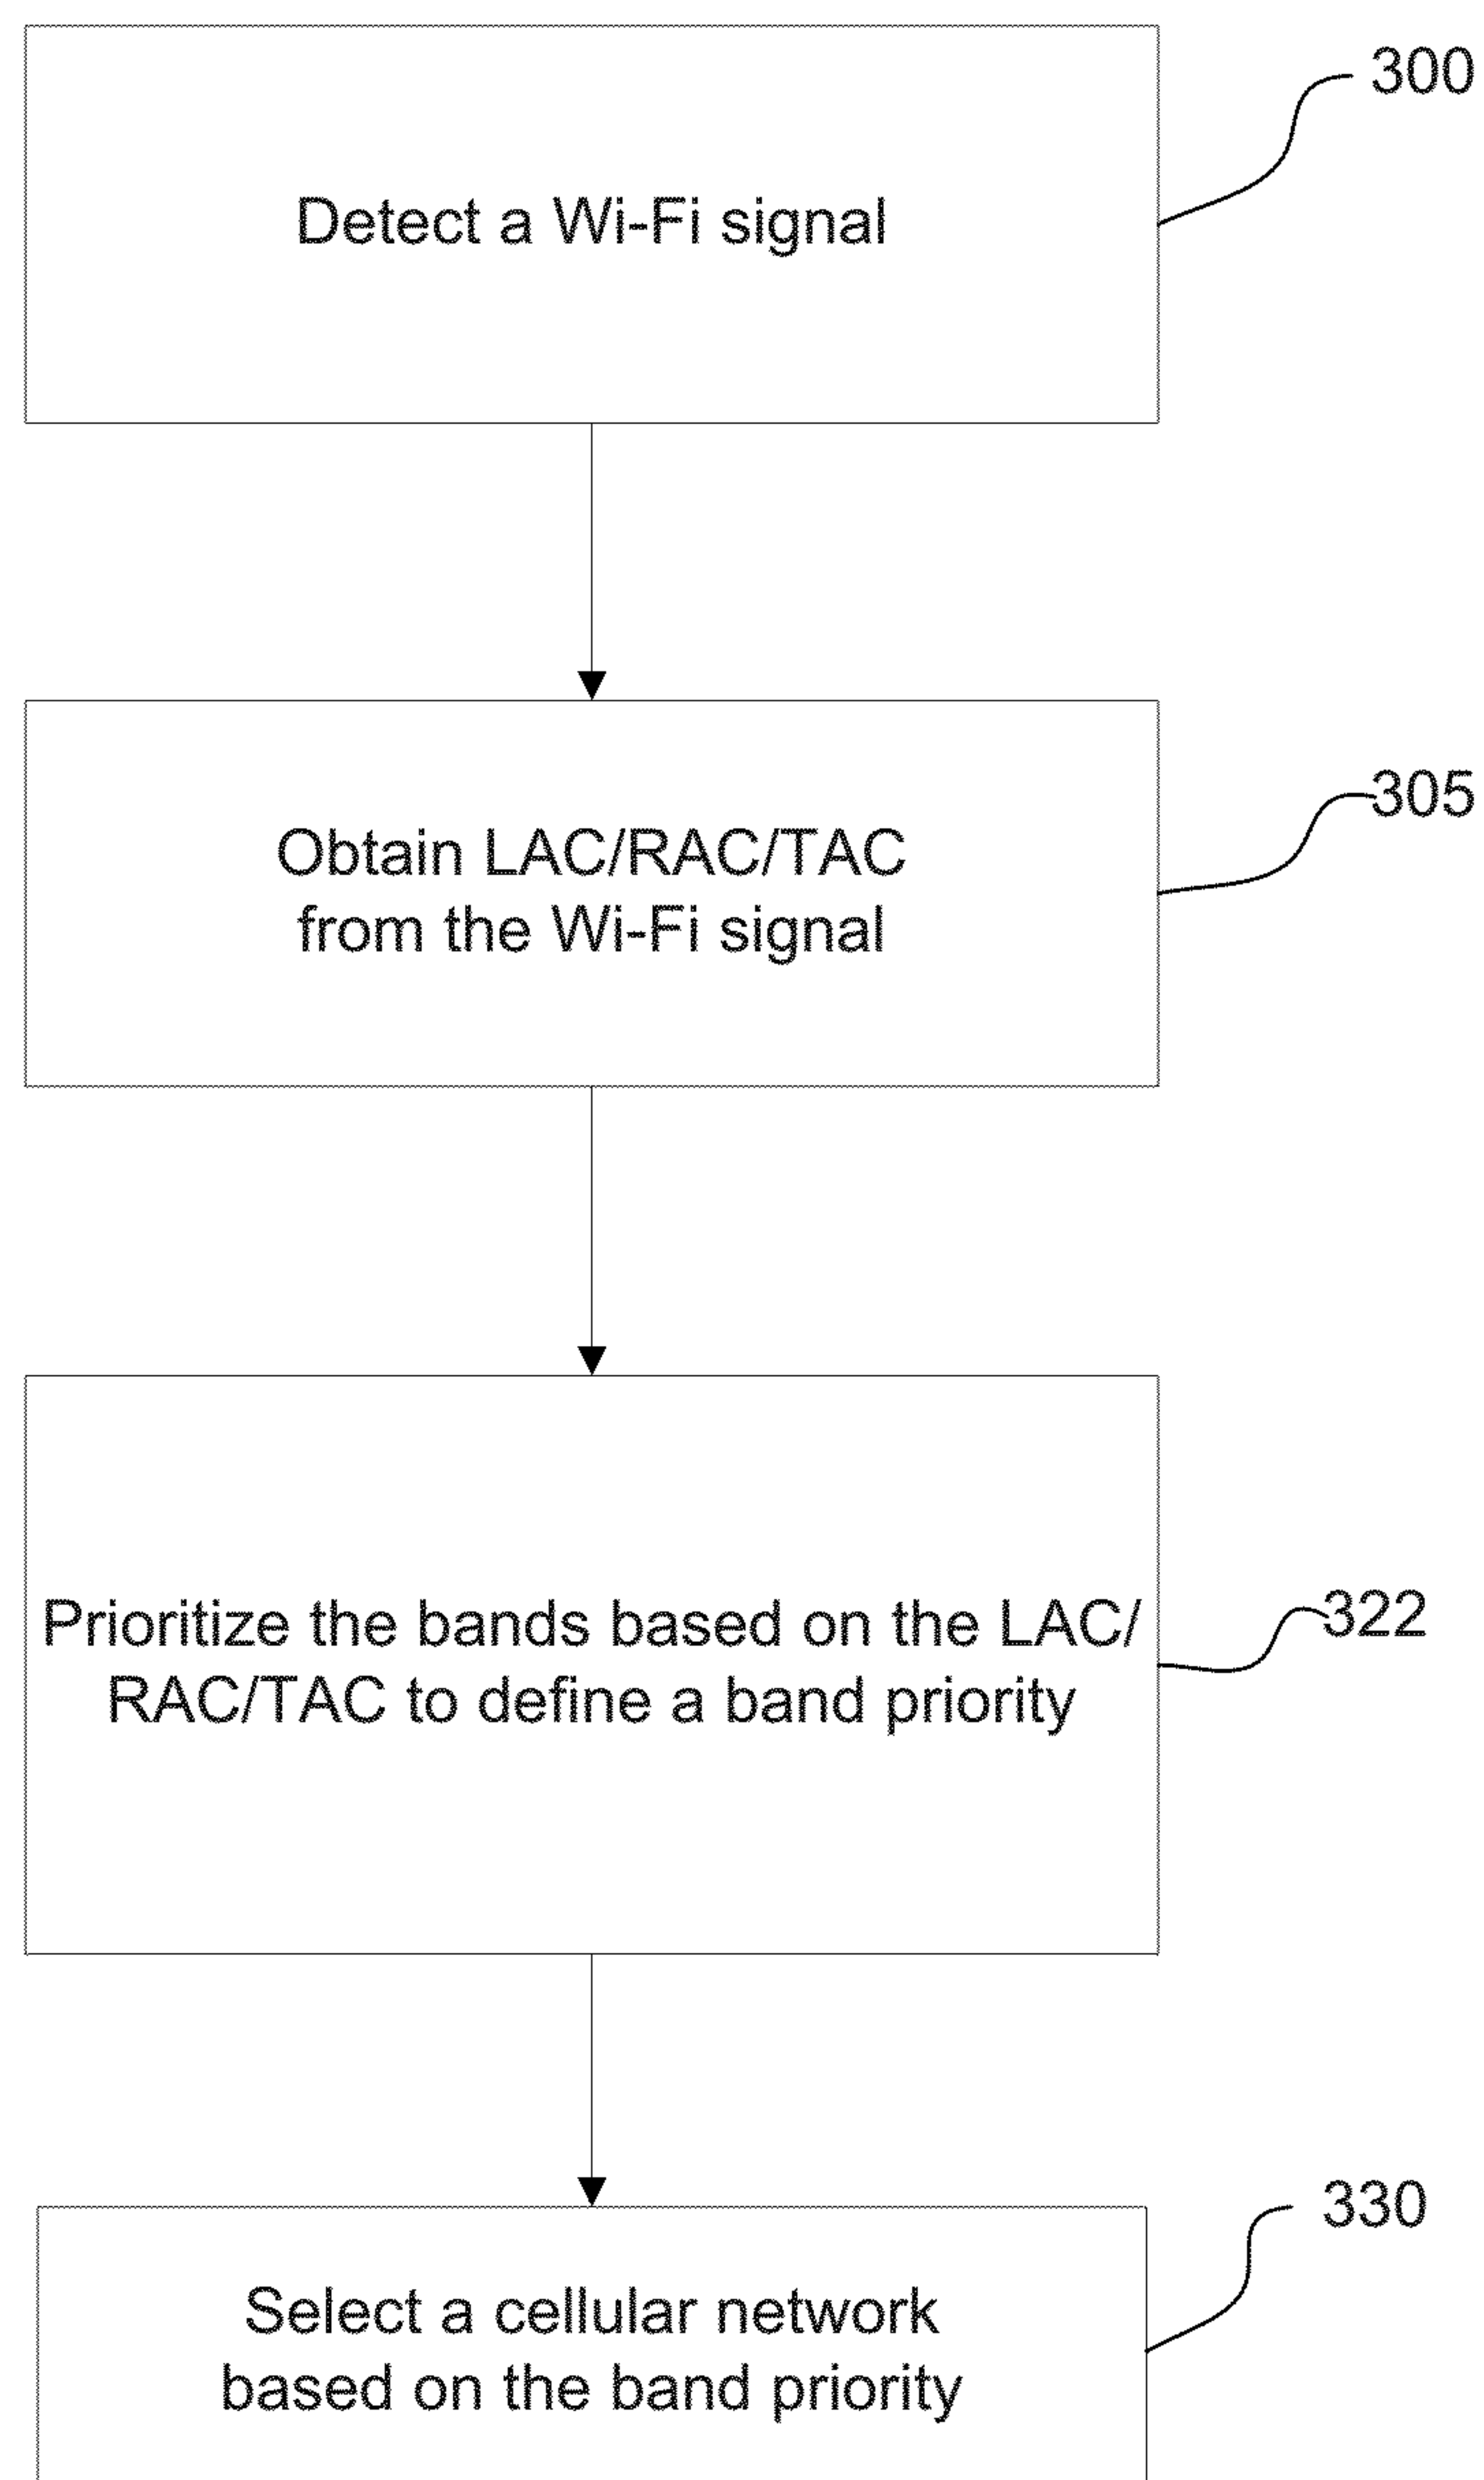 300
Detect a Wi-Fi signal
305
Obtain LAC/RAC/TAC
from the Wi-Fi signal
322
Prioritize the bands based on the LAC/
RAC/TAC to define a band priority
330
Select a cellular network
based on the band priority